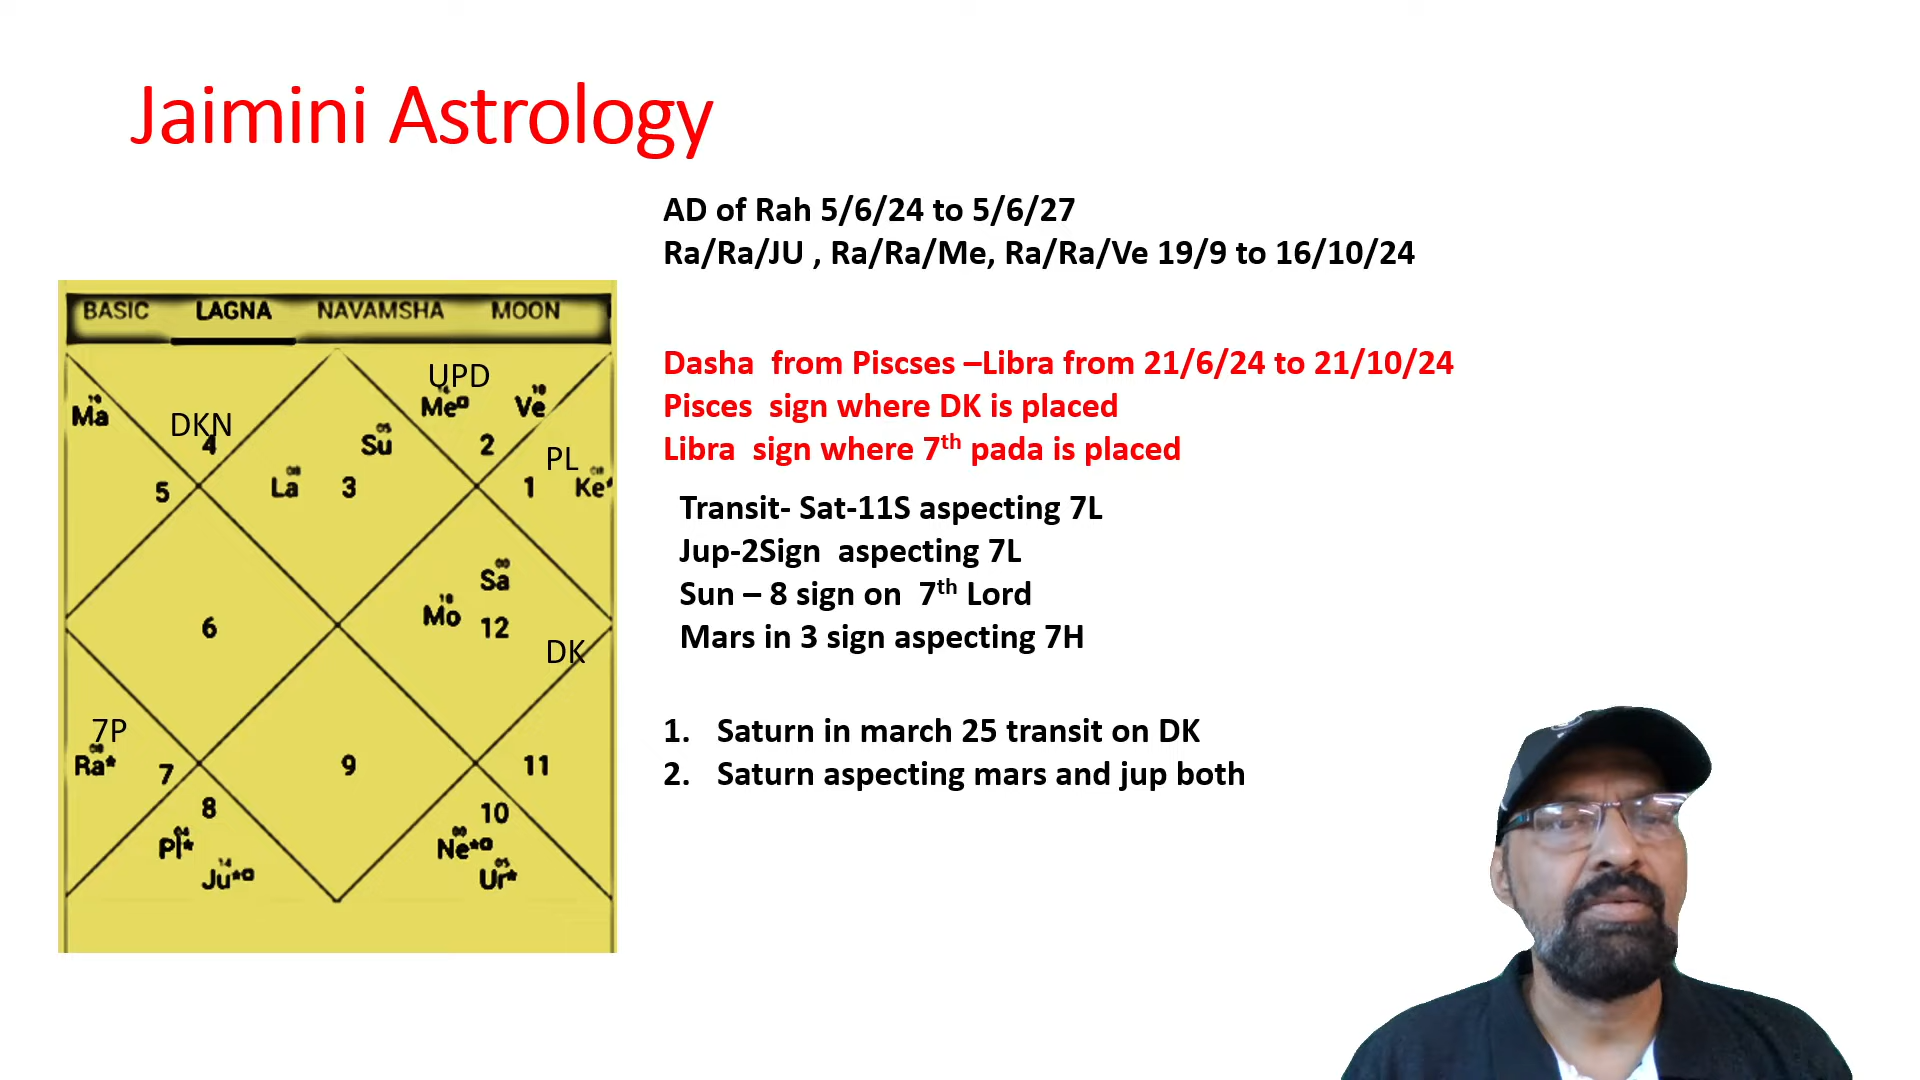 Jaimini Astrology
AD of Rah 5/6/24 to 5/6/27
Ra/Ra/JU , Ra/Ra/Me, Ra/Ra/Ve 19/9 to 16/10/24
Dasha from Piscses –Libra from 21/6/24 to 21/10/24
Pisces sign where DK is placed
Libra sign where 7th pada is placed
Transit- Sat-11S aspecting 7L
Jup-2Sign aspecting 7L
Sun – 8 sign on 7th Lord
Mars in 3 sign aspecting 7H
1. Saturn in march 25 transit on DK
2. Saturn aspecting mars and jup both
BASIC LAGNA NAVAMSHA MOON
UPD
Ma
DKN
4
Me
Ve
Su
2
PL
5
La
3
1
Ke
Sa
Mo
12
6
DK
7P
Ra*
7
9
11
8
10
Pl*
Ne*
Ju*
Ur*